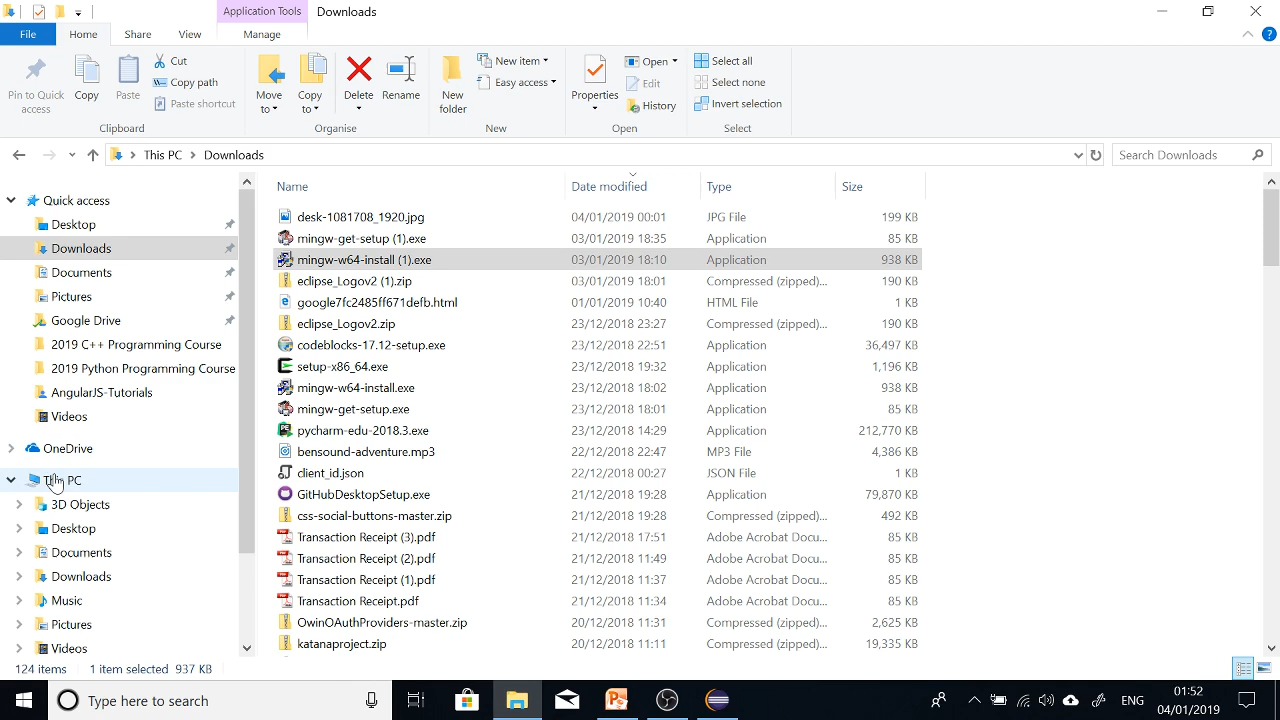 Application Tools Downloads
File Home Share View Manage
Pin to Quick access
Copy
Paste
Cut
Copy path
Paste shortcut
Clipboard
Move to
Copy to
Delete
Rename
Organise
New folder
New item
Easy access
New
Properties
Open
Edit
History
Open
Select all
Select none
Invert selection
Select
This PC > Downloads
Search Downloads
Quick access
Desktop
Downloads
Documents
Pictures
Google Drive
2019 C++ Programming Course
2019 Python Programming Course
AngularJS-Tutorials
Videos
OneDrive
This PC
3D Objects
Desktop
Documents
Downloads
Music
Pictures
Videos
Name Date modified Type Size
desk-1081708_1920.jpg 04/01/2019 00:01 JPG File 199 KB
mingw-get-setup (1).exe 03/01/2019 18:35 Application 85 KB
mingw-w64-install (1).exe 03/01/2019 18:10 Application 938 KB
eclipse_Logov2 (1).zip 03/01/2019 18:01 Compressed (zipped)... 190 KB
google7fc2485ff671defb.html 01/01/2019 10:40 HTML File 1 KB
eclipse_Logov2.zip 23/12/2018 23:27 Compressed (zipped)... 190 KB
codeblocks-17.12-setup.exe 23/12/2018 22:51 Application 36,497 KB
setup-x86_64.exe 23/12/2018 19:32 Application 1,196 KB
mingw-w64-install.exe 23/12/2018 18:02 Application 938 KB
mingw-get-setup.exe 23/12/2018 18:01 Application 85 KB
pycharm-edu-2018.3.exe 23/12/2018 14:29 Application 212,770 KB
bensound-adventure.mp3 22/12/2018 22:47 MP3 File 4,386 KB
client_id.json 22/12/2018 00:27 JSON File 1 KB
GitHubDesktopSetup.exe 21/12/2018 19:28 Application 79,870 KB
css-social-buttons-master.zip 21/12/2018 19:28 Compressed (zipped)... 492 KB
Transaction Receipt (3).pdf 21/12/2018 17:51 Adobe Acrobat Docu... 85 KB
Transaction Receipt (2).pdf 21/12/2018 11:49 Adobe Acrobat Docu... 85 KB
Transaction Receipt (1).pdf 21/12/2018 11:37 Adobe Acrobat Docu... 85 KB
Transaction Receipt.pdf 21/12/2018 11:34 Adobe Acrobat Docu... 85 KB
OwinOAuthProviders-master.zip 20/12/2018 11:31 Compressed (zipped)... 2,625 KB
katanaproject.zip 20/12/2018 11:11 Compressed (zipped)... 19,335 KB
124 items 1 item selected 937 KB
Type here to search
ENG
01:52
04/01/2019